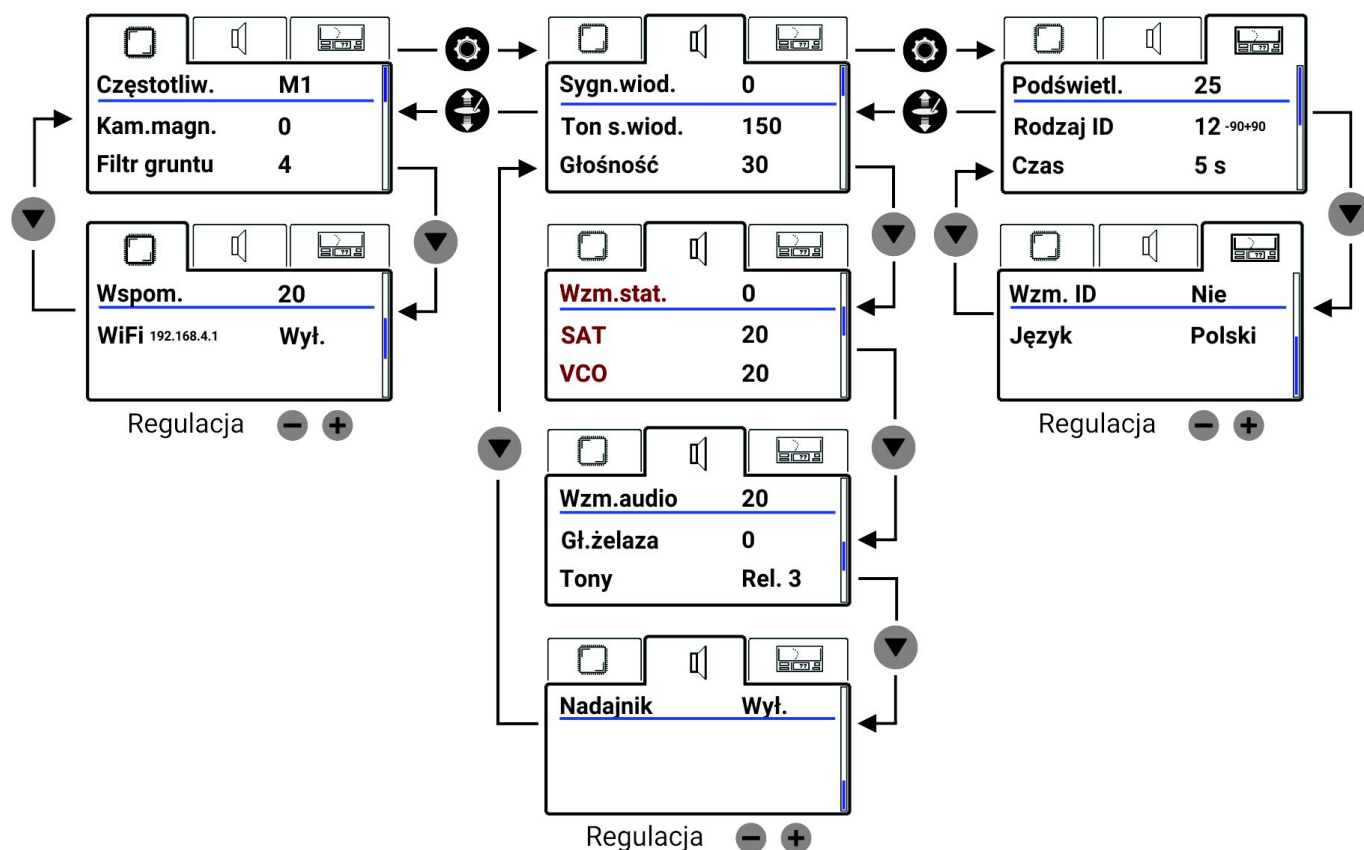 Częstotliw. M1
Kam.magn. 0
Filtr gruntu 4
Wspom. 20
WiFi 192.168.4.1 Wył.
Regulacja
Sygn.wiod. 0
Ton s.wiod. 150
Głośność 30
Wzm.stat. 0
SAT 20
VCO 20
Wzm.audio 20
Gł.żelaza 0
Tony Rel. 3
Nadajnik Wył.
Regulacja
Podświetl. 25
Rodzaj ID 12 -90+90
Czas 5 s
Wzm. ID Nie
Język Polski
Regulacja